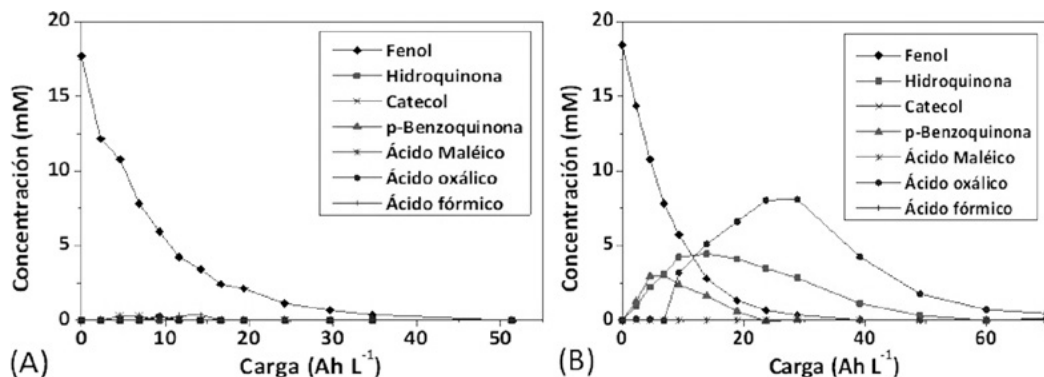 20
15
10
5
0
Concentración (mM)
Fenol
Hidroquinona
Catecol
p-Benzoquinona
Ácido Maléico
Ácido oxálico
Ácido fórmico
0 10 20 30 40 50
Carga (Ah L⁻¹)
(A)
20
15
10
5
0
Concentración (mM)
Fenol
Hidroquinona
Catecol
p-Benzoquinona
Ácido Maléico
Ácido oxálico
Ácido fórmico
0 20 40 60
Carga (Ah L⁻¹)
(B)